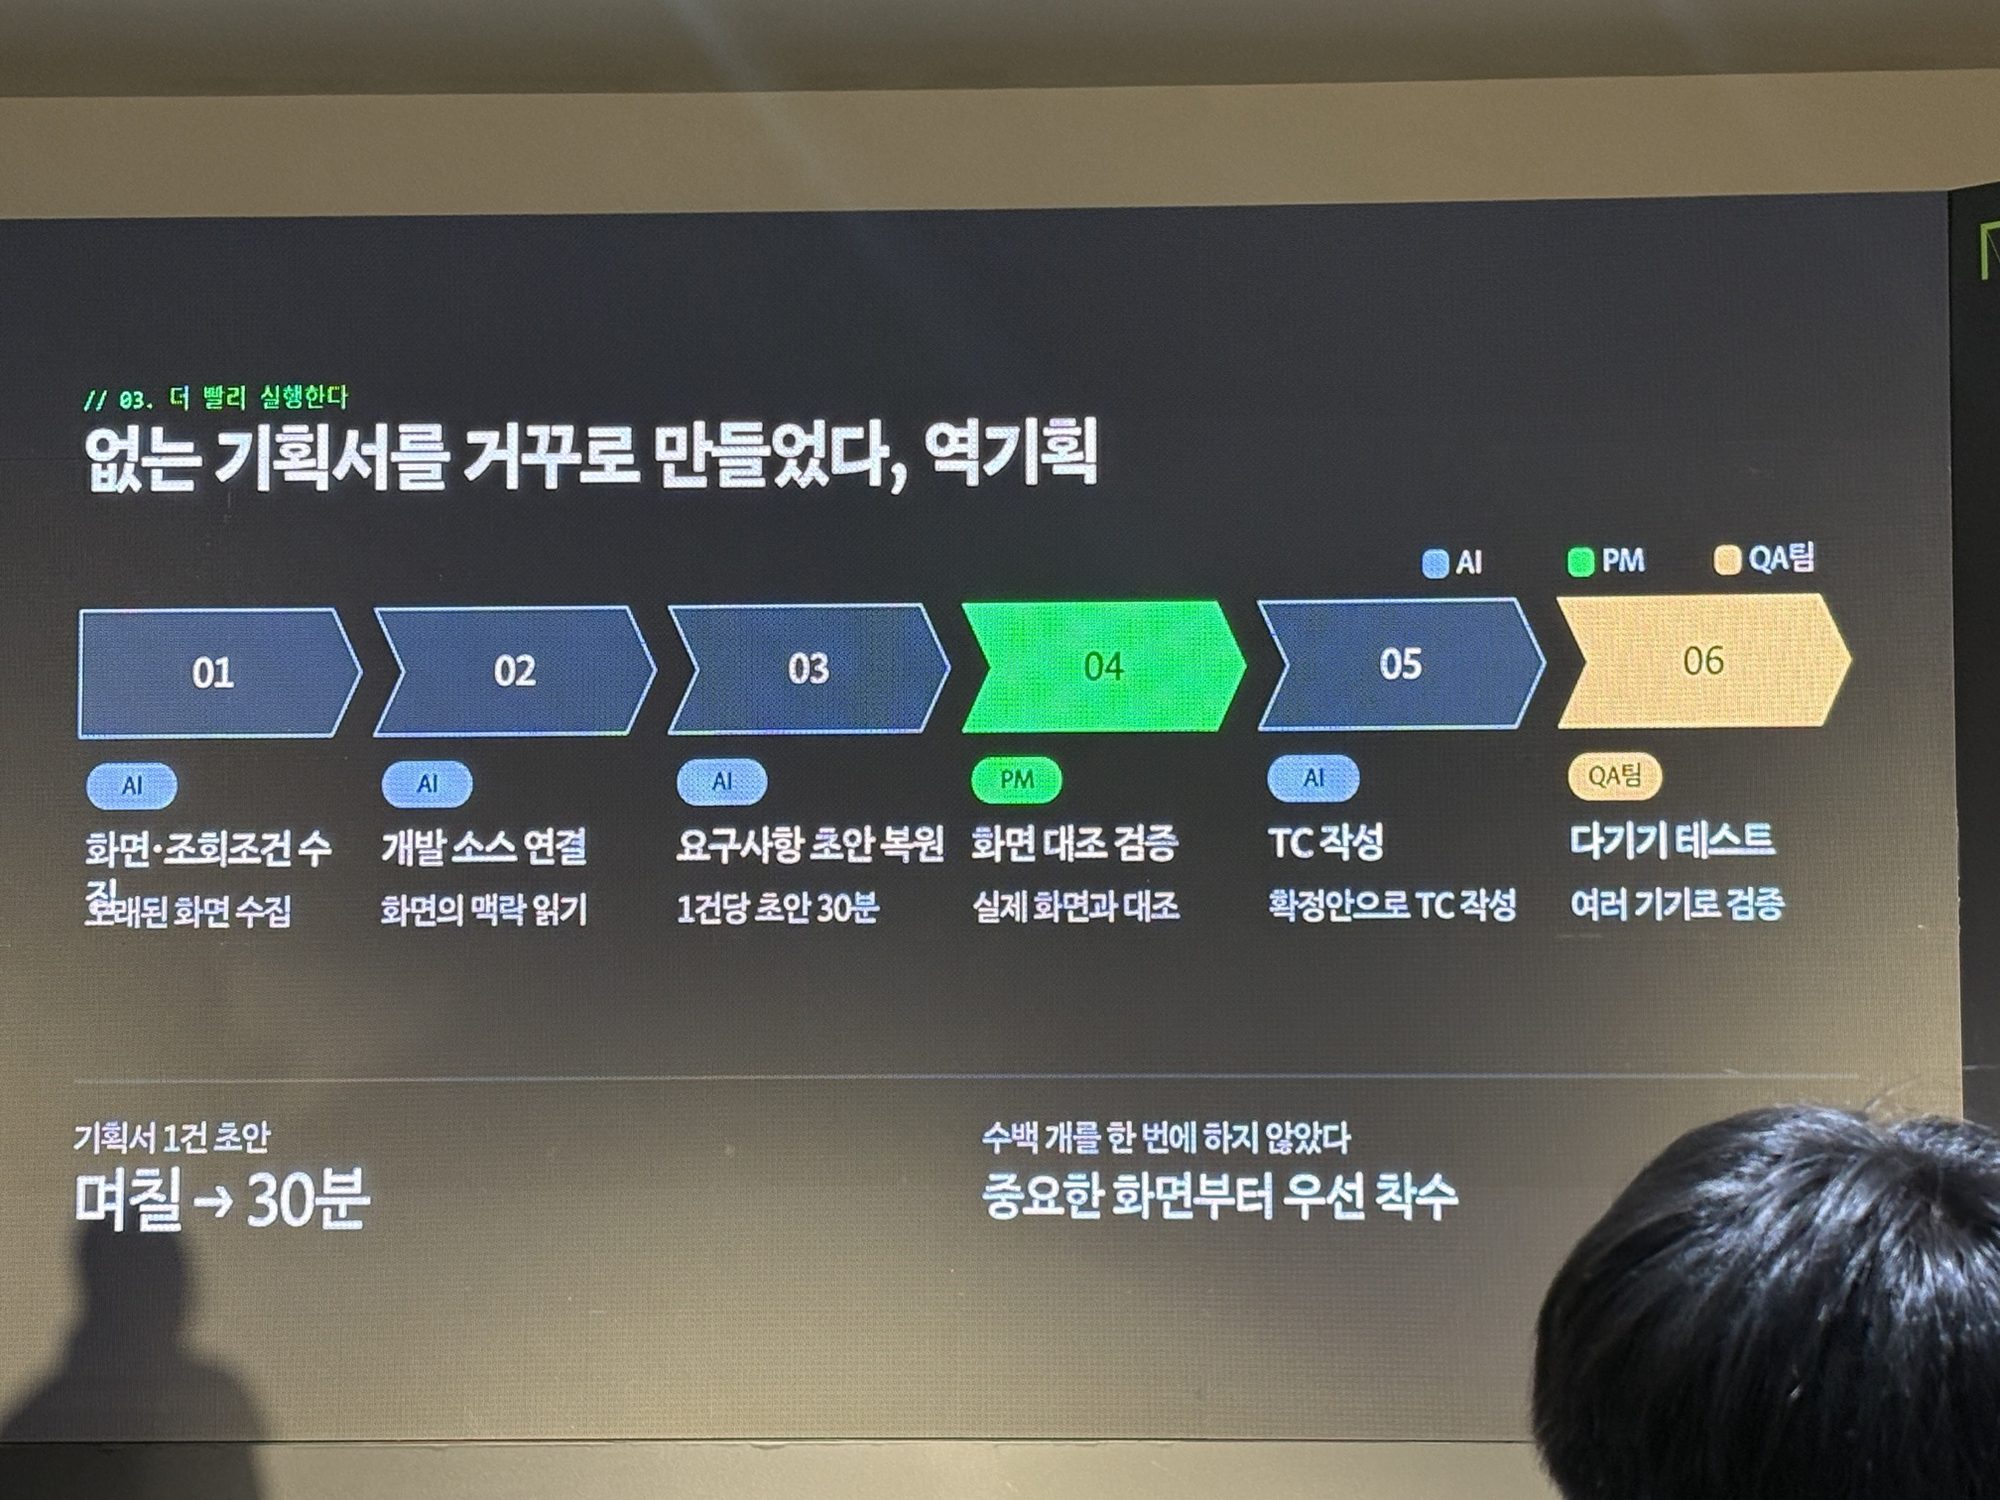 // 03. 더 빨리 실행한다
없는 기획서를 거꾸로 만들었다, 역기획
AI
PM
QA팀
01
02
03
04
05
06
AI
AI
AI
PM
AI
QA팀
화면·조회조건 수
집
오래된 화면 수집
개발 소스 연결
화면의 맥락 읽기
요구사항 초안 복원
1건당 초안 30분
화면 대조 검증
실제 화면과 대조
TC 작성
확정안으로 TC 작성
다기기 테스트
여러 기기로 검증
기획서 1건 초안
며칠 → 30분
수백 개를 한 번에 하지 않았다
중요한 화면부터 우선 착수